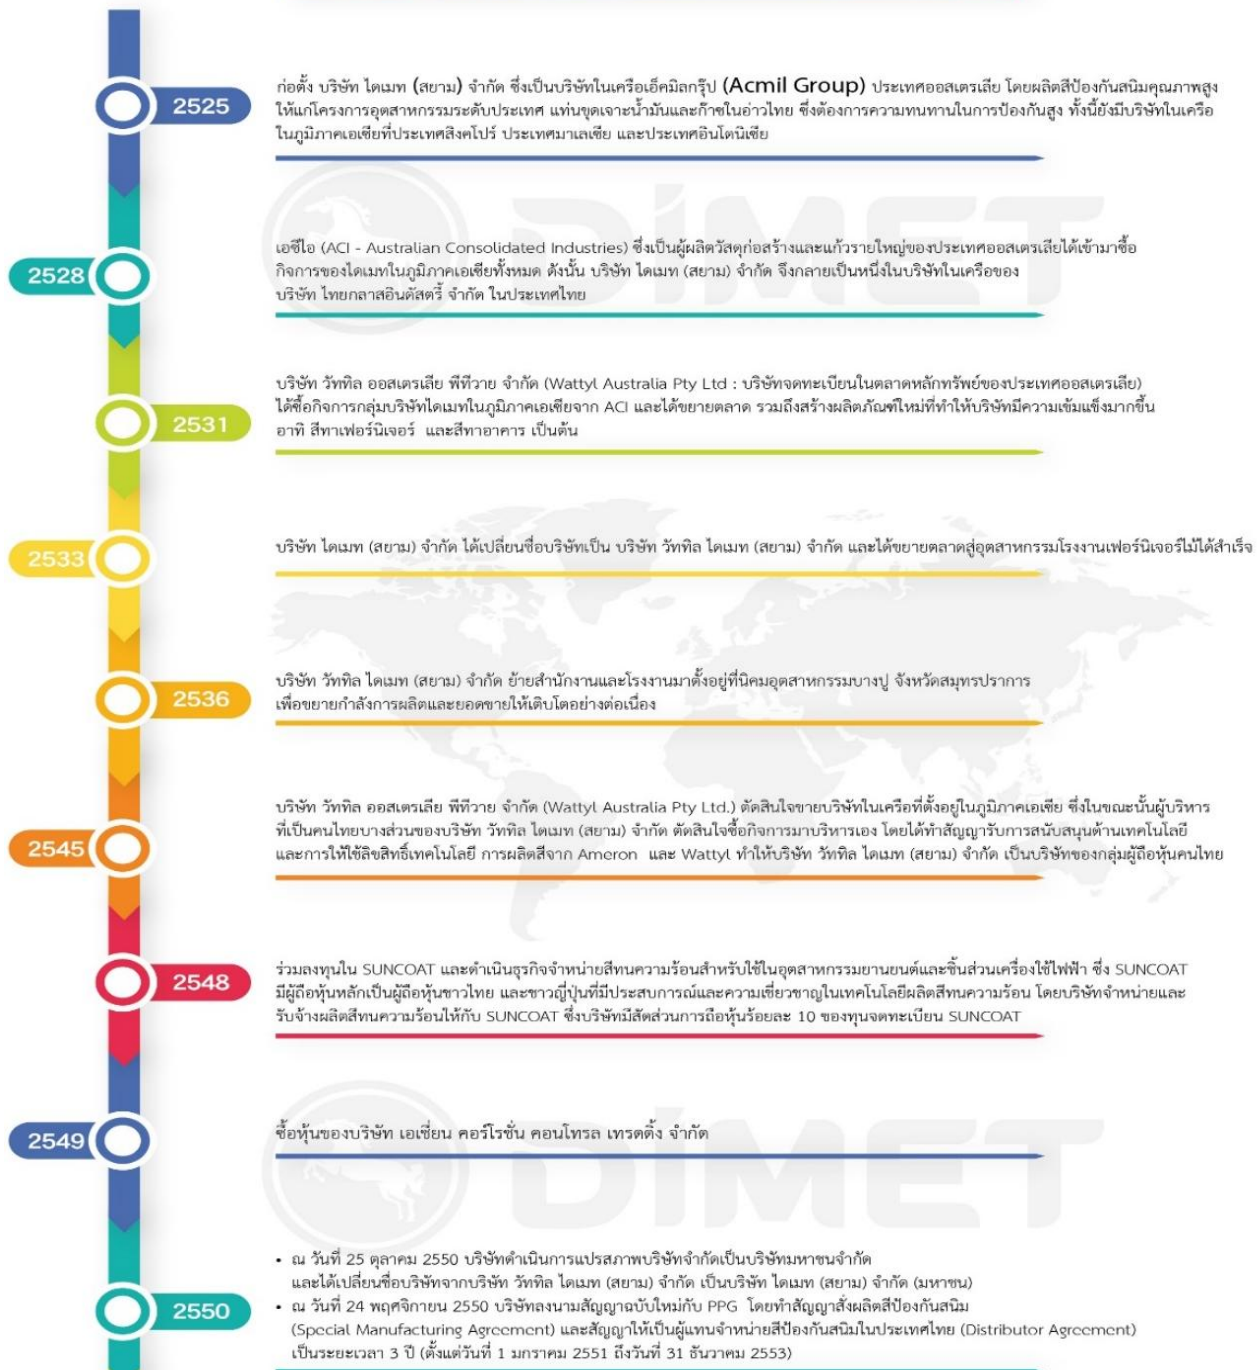 2525
ก่อตั้ง บริษัท ไดเมท (สยาม) จำกัด ซึ่งเป็นบริษัทในเครือเอ็คมิลกรุ๊ป (Acmil Group) ประเทศออสเตรเลีย โดยผลิตสีป้องกันสนิมคุณภาพสูง
ให้แก่โครงการอุตสาหกรรมระดับประเทศ แท่นขุดเจาะน้ำมันและก๊าซในอ่าวไทย ซึ่งต้องการความทนทานในการป้องกันสูง ทั้งนี้ยังมีบริษัทในเครือ
ในภูมิภาคเอเซียที่ประเทศสิงคโปร์ ประเทศมาเลเซีย และประเทศอินโดนิเซีย
DIMET
2528
เอซีไอ (ACI - Australian Consolidated Industries) ซึ่งเป็นผู้ผลิตวัสดุก่อสร้างและแก้วรายใหญ่ของประเทศออสเตรเลียได้เข้ามาซื้อ
กิจการของไดเมทในภูมิภาคเอเซียทั้งหมด ดังนั้น บริษัท ไดเมท (สยาม) จำกัด จึงกลายเป็นหนึ่งในบริษัทในเครือของ
บริษัท ไทยกลาสอินดัสตรี้ จำกัด ในประเทศไทย
2531
บริษัท วัททิล ออสเตรเลีย พีทีวาย จำกัด (Wattyl Australia Pty Ltd : บริษัทจดทะเบียนในตลาดหลักทรัพย์ของประเทศออสเตรเลีย)
ได้ซื้อกิจการกลุ่มบริษัทไดเมทในภูมิภาคเอเซียจาก ACI และได้ขยายตลาด รวมถึงสร้างผลิตภัณฑ์ใหม่ที่ทำให้บริษัทมีความเข้มแข็งมากขึ้น
อาทิ สีทาเฟอร์นิเจอร์ และสีทาอาคาร เป็นต้น
2533
บริษัท ไดเมท (สยาม) จำกัด ได้เปลี่ยนชื่อบริษัทเป็น บริษัท วัททิล ไดเมท (สยาม) จำกัด และได้ขยายตลาดสู่อุตสาหกรรมโรงงานเฟอร์นิเจอร์ไม้ได้สำเร็จ
2536
บริษัท วัททิล ไดเมท (สยาม) จำกัด ย้ายสำนักงานและโรงงานมาตั้งอยู่ที่นิคมอุตสาหกรรมบางปู จังหวัดสมุทรปราการ
เพื่อขยายกำลังการผลิตและยอดขายให้เติบโตอย่างต่อเนื่อง
2545
บริษัท วัททิล ออสเตรเลีย พีทีวาย จำกัด (Wattyl Australia Pty Ltd.) ตัดสินใจขายบริษัทในเครือที่ตั้งอยู่ในภูมิภาคเอเซีย ซึ่งในขณะนั้นผู้บริหาร
ที่เป็นคนไทยบางส่วนของบริษัท วัททิล ไดเมท (สยาม) จำกัด ตัดสินใจซื้อกิจการมาบริหารเอง โดยได้ทำสัญญารับการสนับสนุนด้านเทคโนโลยี
และการให้ใช้ลิขสิทธิ์เทคโนโลยี การผลิตสีจาก Ameron และ Wattyl ทำให้บริษัท วัททิล ไดเมท (สยาม) จำกัด เป็นบริษัทของกลุ่มผู้ถือหุ้นคนไทย
2548
ร่วมลงทุนใน SUNCOAT และดำเนินธุรกิจจำหน่ายสีทนความร้อนสำหรับใช้ในอุตสาหกรรมยานยนต์และชิ้นส่วนเครื่องใช้ไฟฟ้า ซึ่ง SUNCOAT
มีผู้ถือหุ้นหลักเป็นผู้ถือหุ้นชาวไทย และชาวญี่ปุ่นที่มีประสบการณ์และความเชี่ยวชาญในเทคโนโลยีผลิตสีทนความร้อน โดยบริษัทจำหน่ายและ
รับจ้างผลิตสีทนความร้อนให้กับ SUNCOAT ซึ่งบริษัทมีสัดส่วนการถือหุ้นร้อยละ 10 ของทุนจดทะเบียน SUNCOAT
2549
ซื้อหุ้นของบริษัท เอเชี่ยน คอร์โรชั่น คอนโทรล เทรดดิ้ง จำกัด
DIMET
2550
• ณ วันที่ 25 ตุลาคม 2550 บริษัทดำเนินการแปรสภาพบริษัทจำกัดเป็นบริษัทมหาชนจำกัด
และได้เปลี่ยนชื่อบริษัทจากบริษัท วัททิล ไดเมท (สยาม) จำกัด เป็นบริษัท ไดเมท (สยาม) จำกัด (มหาชน)
• ณ วันที่ 24 พฤศจิกายน 2550 บริษัทลงนามสัญญาฉบับใหม่กับ PPG โดยทำสัญญาสั่งผลิตสีป้องกันสนิม
(Special Manufacturing Agreement) และสัญญาให้เป็นผู้แทนจำหน่ายสีป้องกันสนิมในประเทศไทย (Distributor Agreement)
เป็นระยะเวลา 3 ปี (ตั้งแต่วันที่ 1 มกราคม 2551 ถึงวันที่ 31 ธันวาคม 2553)